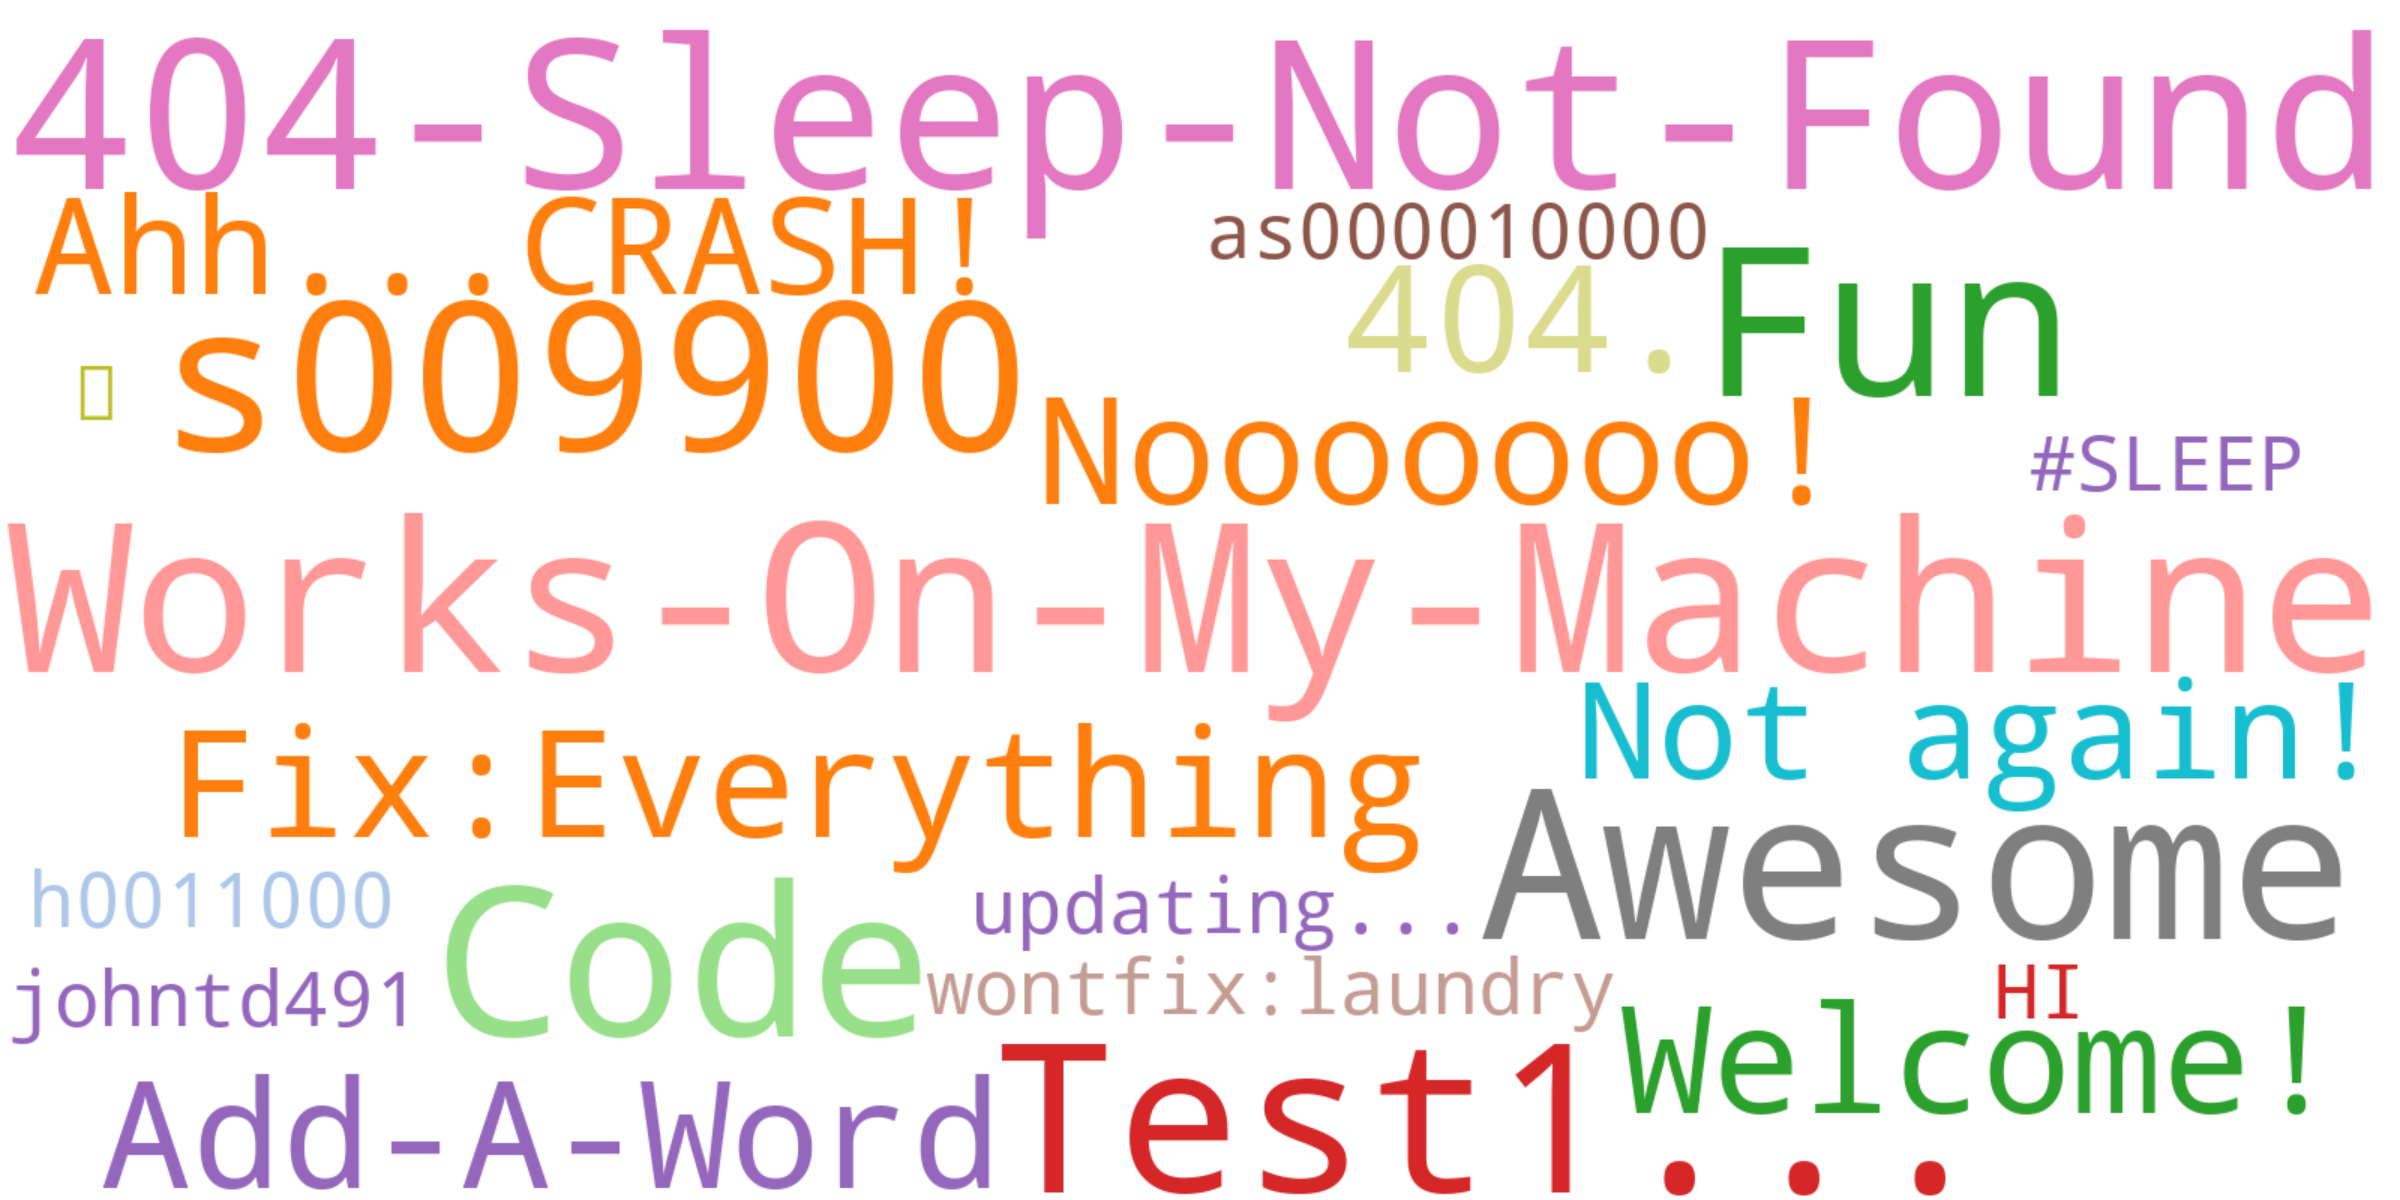 404-Sleep-Not-Found
Ahh...CRASH!
as000010000
404.
Fun
s009900
Nooooooo!
#SLEEP
Works-On-My-Machine
Not again!
Fix:Everything
Awesome
h0011000
Code
updating...
johntd491
wontfix:laundry
HI
Welcome!
Add-A-Word
Test1...